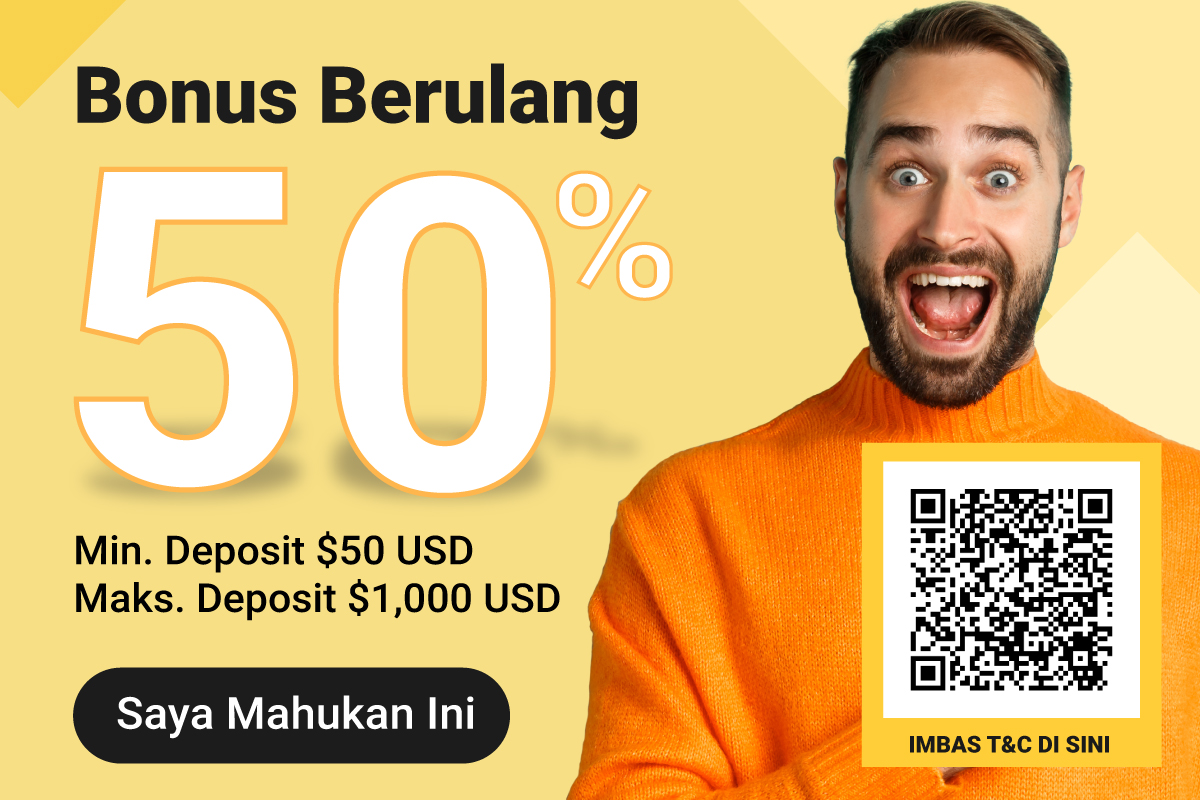 Bonus Berulang
50%
Min. Deposit $50 USD
Maks. Deposit $1,000 USD
Saya Mahukan Ini
IMBAS T&C DI SINI